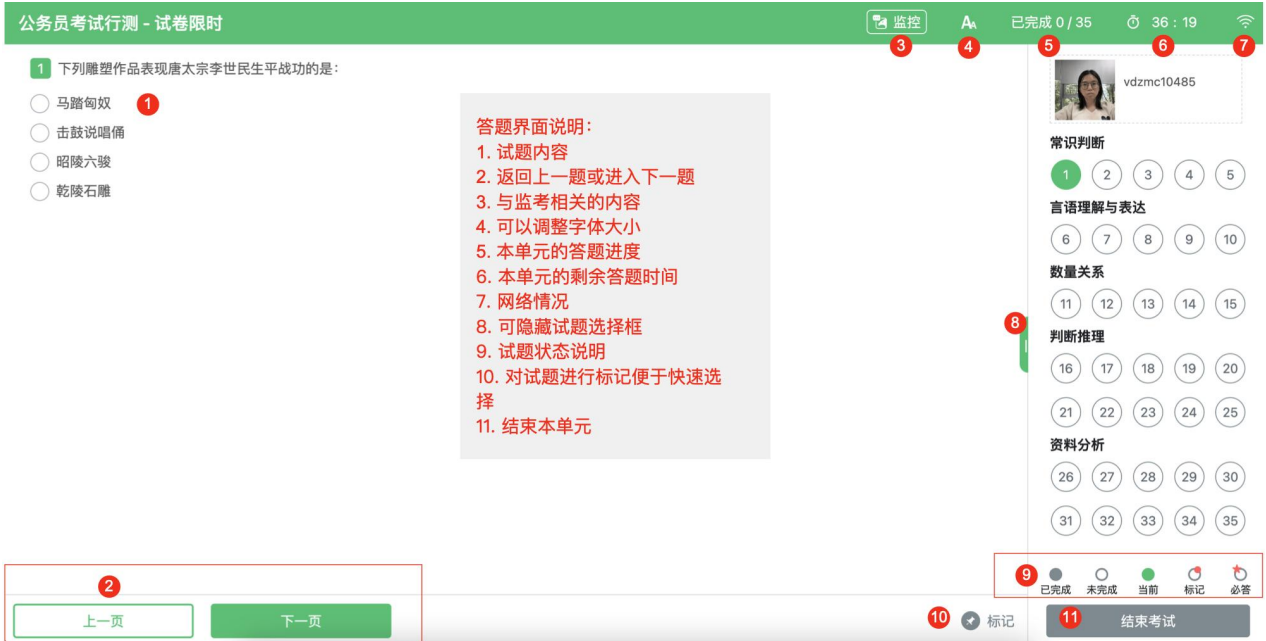 公务员考试行测 - 试卷限时
监控
AA
已完成 0 / 35
36 : 19
3
4
5
6
7
1 下列雕塑作品表现唐太宗李世民生平战功的是：
马踏匈奴
1
击鼓说唱俑
昭陵六骏
乾陵石雕
答题界面说明：
1. 试题内容
2. 返回上一题或进入下一题
3. 与监考相关的内容
4. 可以调整字体大小
5. 本单元的答题进度
6. 本单元的剩余答题时间
7. 网络情况
8. 可隐藏试题选择框
9. 试题状态说明
10. 对试题进行标记便于快速选
择
11. 结束本单元
vdzmc10485
常识判断
1 2 3 4 5
言语理解与表达
6 7 8 9 10
数量关系
11 12 13 14 15
8
判断推理
16 17 18 19 20
21 22 23 24 25
资料分析
26 27 28 29 30
31 32 33 34 35
9
已完成 未完成 当前 标记 必答
2
上一页
下一页
10 标记
11 结束考试